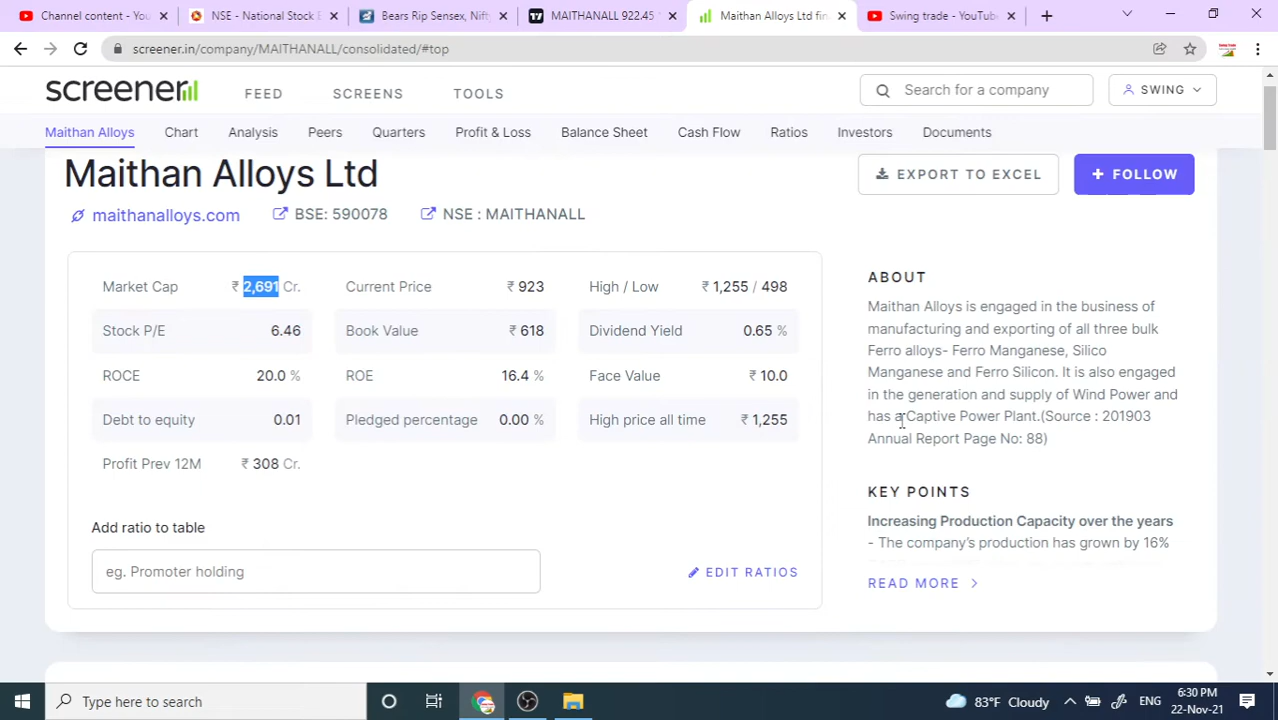 Channel content - You
NSE - National Stock E
Bears Rip Sensex, Nift
MAITHANALL 922.45
Maithan Alloys Ltd fin
Swing trade - YouTube
screener.in/company/MAITHANALL/consolidated/#top
screener
FEED
SCREENS
TOOLS
Search for a company
SWING
Maithan Alloys
Chart
Analysis
Peers
Quarters
Profit & Loss
Balance Sheet
Cash Flow
Ratios
Investors
Documents
Maithan Alloys Ltd
EXPORT TO EXCEL
+ FOLLOW
maithanalloys.com
BSE: 590078
NSE : MAITHANALL
Market Cap ₹ 2,691 Cr.
Current Price ₹ 923
High / Low ₹ 1,255 / 498
Stock P/E 6.46
Book Value ₹ 618
Dividend Yield 0.65 %
ROCE 20.0 %
ROE 16.4 %
Face Value ₹ 10.0
Debt to equity 0.01
Pledged percentage 0.00 %
High price all time ₹ 1,255
Profit Prev 12M ₹ 308 Cr.
Add ratio to table
eg. Promoter holding
EDIT RATIOS
ABOUT
Maithan Alloys is engaged in the business of
manufacturing and exporting of all three bulk
Ferro alloys- Ferro Manganese, Silico
Manganese and Ferro Silicon. It is also engaged
in the generation and supply of Wind Power and
has a Captive Power Plant.(Source : 201903
Annual Report Page No: 88)
KEY POINTS
Increasing Production Capacity over the years
- The company's production has grown by 16%
READ MORE
Type here to search
83°F Cloudy
ENG
6:30 PM
22-Nov-21